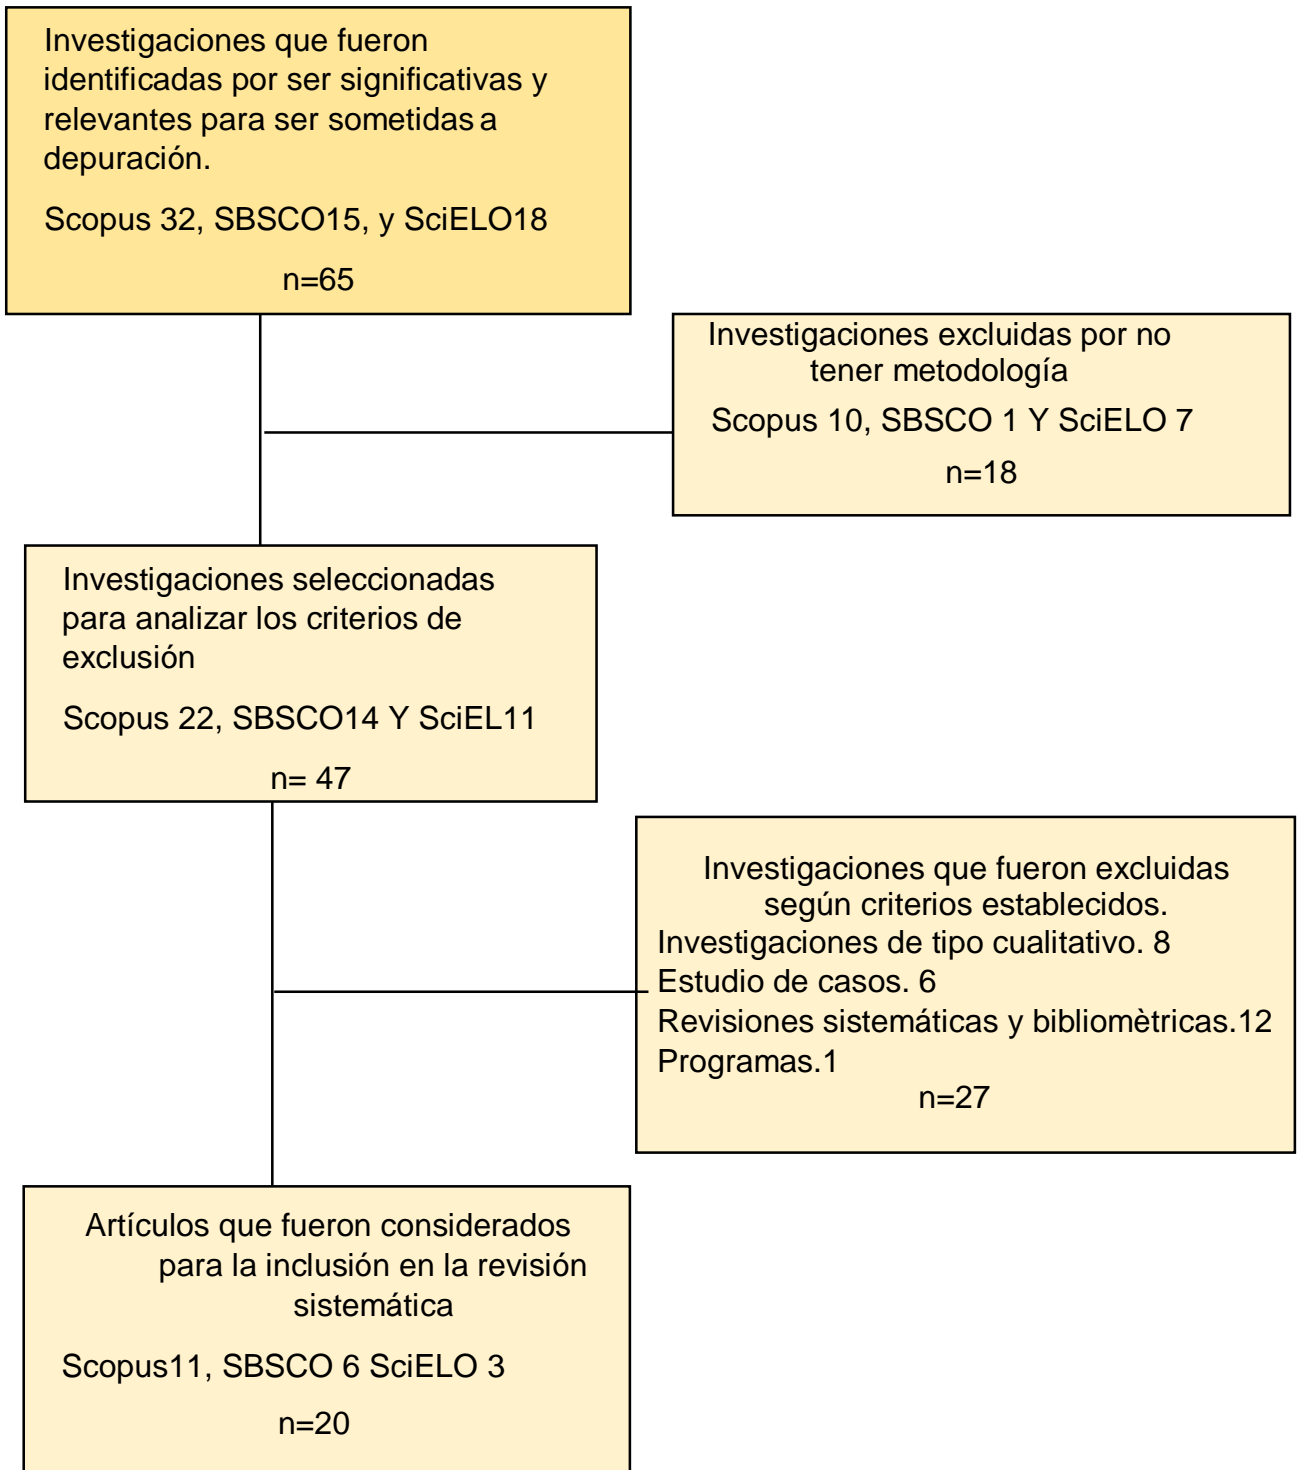 Investigaciones que fueron
identificadas por ser significativas y
relevantes para ser sometidas a
depuración.
Scopus 32, SBSCO15, y SciELO18
n=65
Investigaciones excluidas por no
tener metodología
Scopus 10, SBSCO 1 Y SciELO 7
n=18
Investigaciones seleccionadas
para analizar los criterios de
exclusión
Scopus 22, SBSCO14 Y SciEL11
n= 47
Investigaciones que fueron excluidas
según criterios establecidos.
Investigaciones de tipo cualitativo. 8
Estudio de casos. 6
Revisiones sistemáticas y bibliomètricas.12
Programas.1
n=27
Artículos que fueron considerados
para la inclusión en la revisión
sistemática
Scopus11, SBSCO 6 SciELO 3
n=20